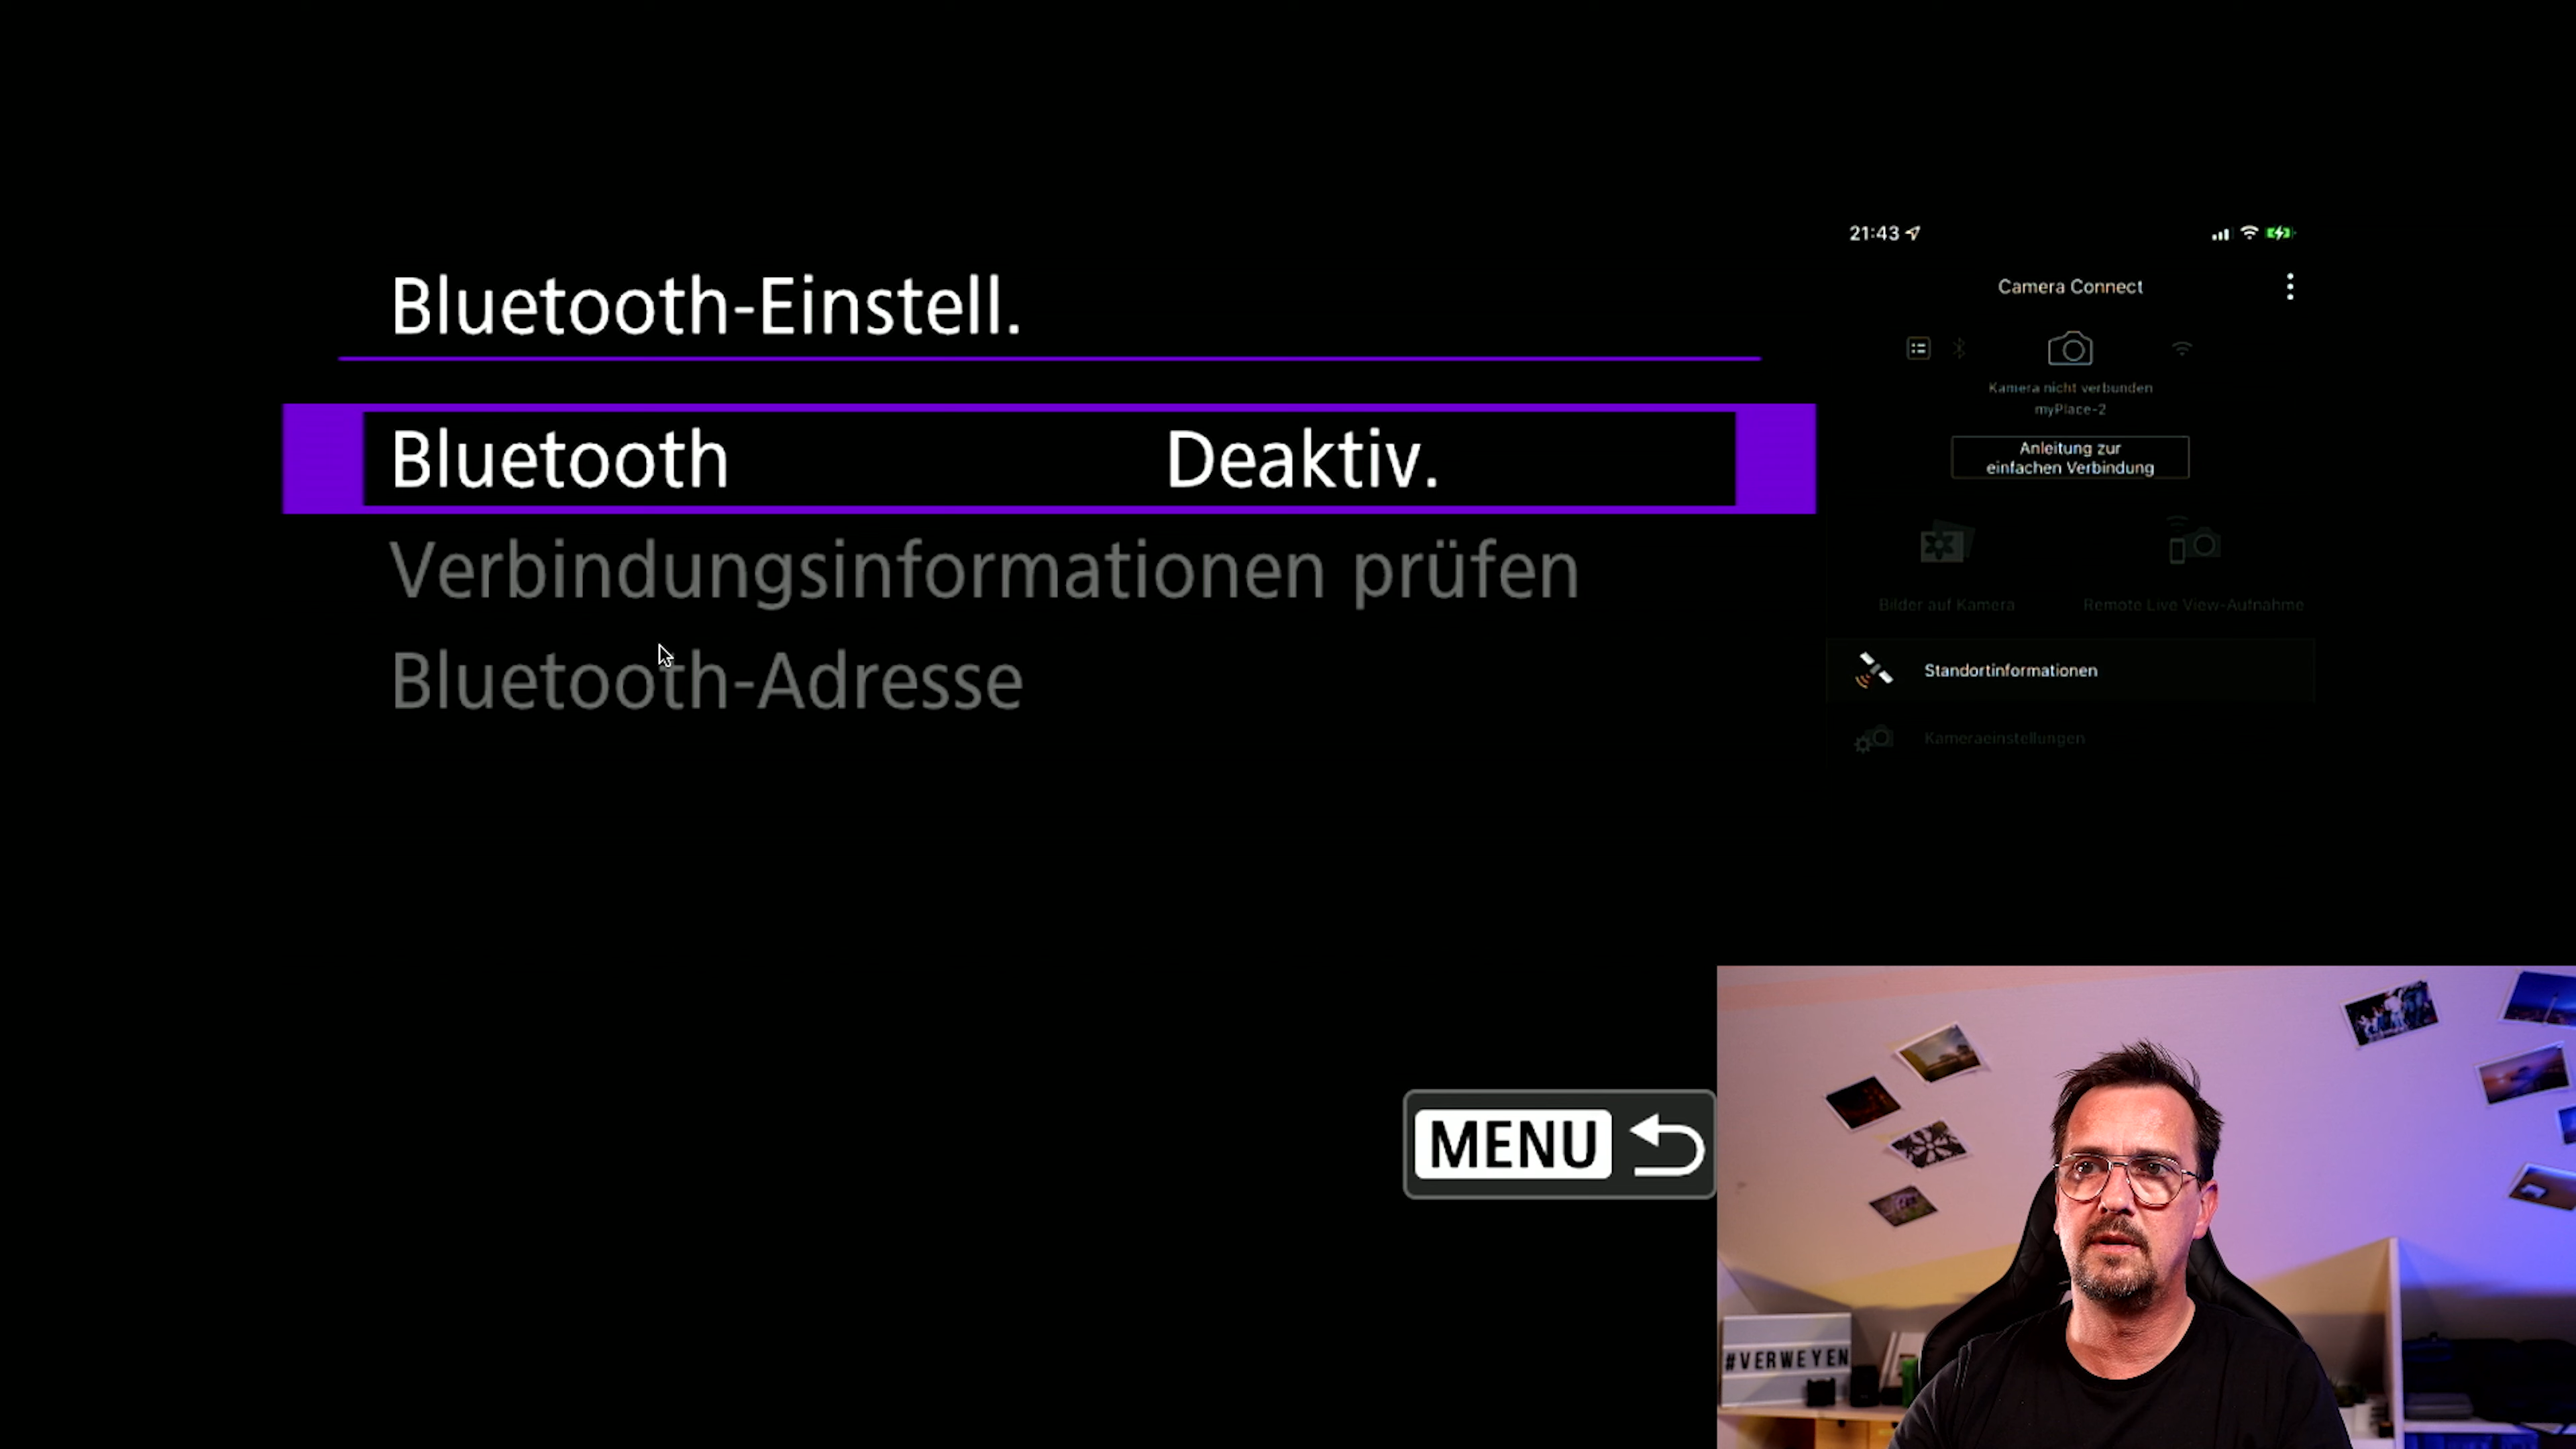 Bluetooth-Einstell.
Bluetooth Deaktiv.
Verbindungsinformationen prüfen
Bluetooth-Adresse
MENU
21:43
Camera Connect
Kamera nicht verbunden
myPlace-2
Anleitung zur
einfachen Verbindung
Bilder auf Kamera Remote Live View-Aufnahme
Standortinformationen
Kameraeinstellungen
#VERWEYEN